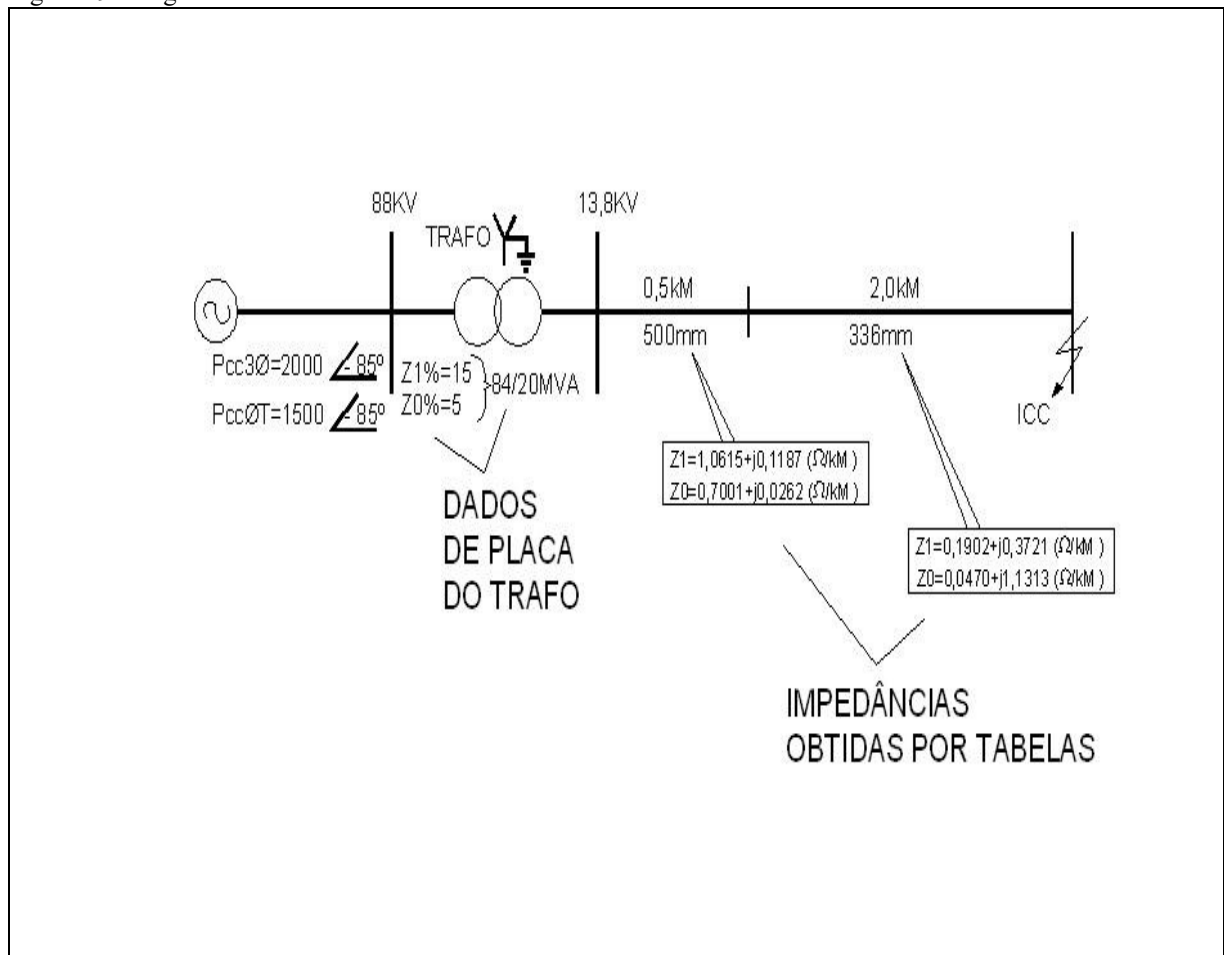 88KV
13,8KV
TRAFO
0,5kM
2,0kM
500mm
336mm
Pcc3Ø=2000 ∠-85º
PccØT=1500 ∠-85º
Z1%=15
Z0%=5
84/20MVA
ICC
Z1=1,0615+j0,1187 (Ω/kM)
Z0=0,7001+j0,0262 (Ω/kM)
Z1=0,1902+j0,3721 (Ω/kM)
Z0=0,0470+j1,1313 (Ω/kM)
DADOS
DE PLACA
DO TRAFO
IMPEDÂNCIAS
OBTIDAS POR TABELAS